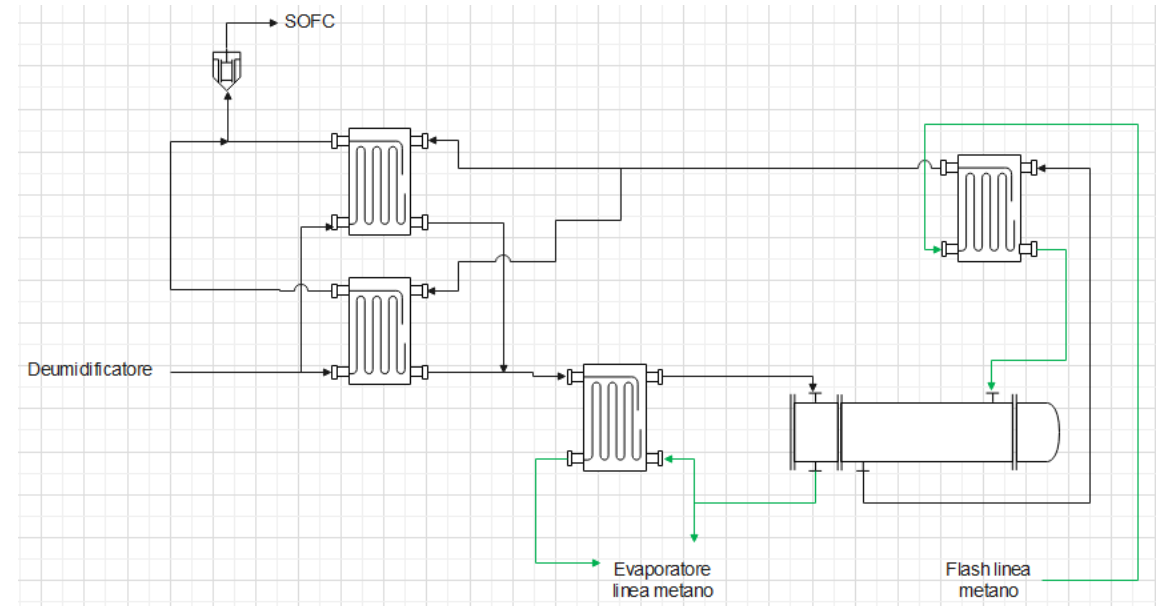 SOFC
Deumidificatore
Evaporatore
linea metano
Flash linea
metano